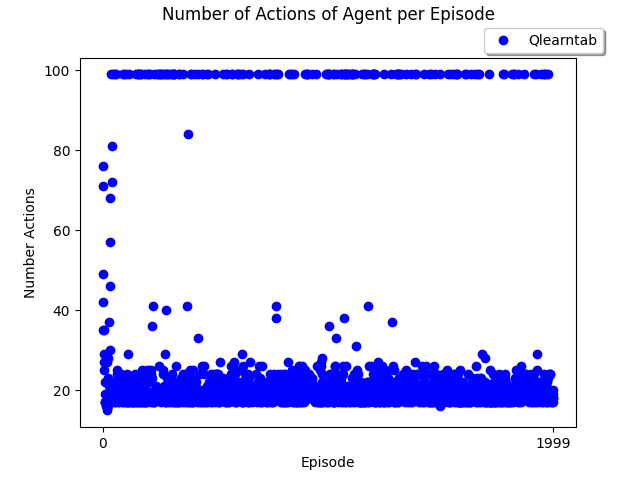 Number of Actions of Agent per Episode
Qlearntab
100
80
60
40
20
Number Actions
0
1999
Episode